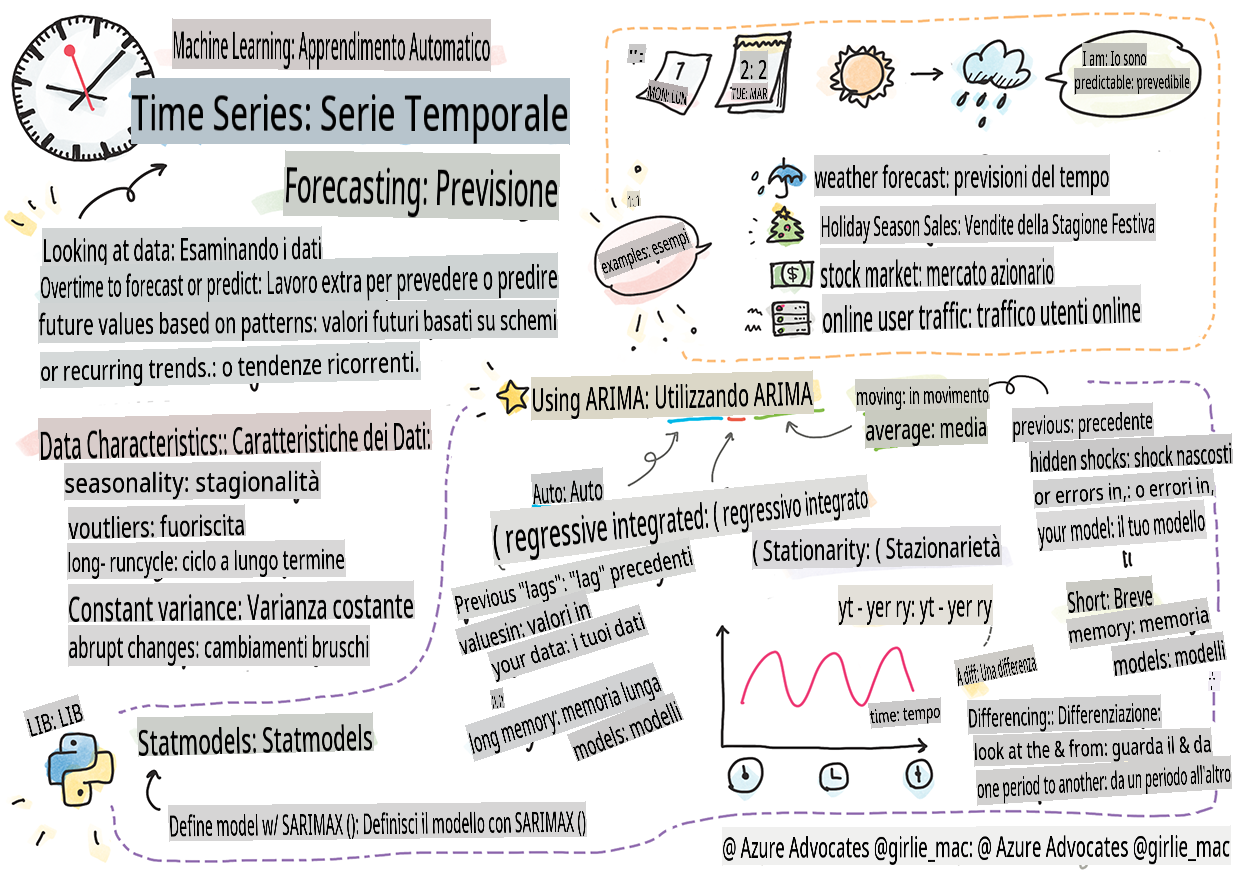 Machine Learning: Apprendimento Automatico
Time Series: Serie Temporale
Forecasting: Previsione
Looking at data: Esaminando i dati
Overtime to forecast or predict: Lavoro extra per prevedere o predire
future values based on patterns: valori futuri basati su schemi
or recurring trends.: o tendenze ricorrenti.
7
MON: LUN
2: 2
TUE: MAR
I am: Io sono
predictable: prevedibile
examples: esempi
weather forecast: previsioni del tempo
Holiday Season Sales: Vendite della Stagione Festiva
$
stock market: mercato azionario
online user traffic: traffico utenti online
Data Characteristics:: Caratteristiche dei Dati:
seasonality: stagionalità
voutliers: fuoriscita
long- runcycle: ciclo a lungo termine
Constant variance: Varianza costante
abrupt changes: cambiamenti bruschi
Using ARIMA: Utilizzando ARIMA
moving: in movimento
average: media
Auto: Auto
( regressive integrated: ( regressivo integrato
Previous "lags": "lag" precedenti
valuesin: valori in
your data: i tuoi dati
long memory: memoria lunga
models: modelli
( Stationarity: ( Stazionarietà
yt - yer ry: yt - yer ry
time: tempo
previous: precedente
hidden shocks: shock nascosti
or errors in,: o errori in,
your model: il tuo modello
Short: Breve
memory: memoria
models: modelli
A diff: Una differenza
Differencing:: Differenziazione:
look at the & from: guarda il & da
one period to another: da un periodo all'altro
LIB: LIB
Statmodels: Statmodels
Define model w/ SARIMAX (): Definisci il modello con SARIMAX ()
@ Azure Advocates @girlie_mac: @ Azure Advocates @girlie_mac